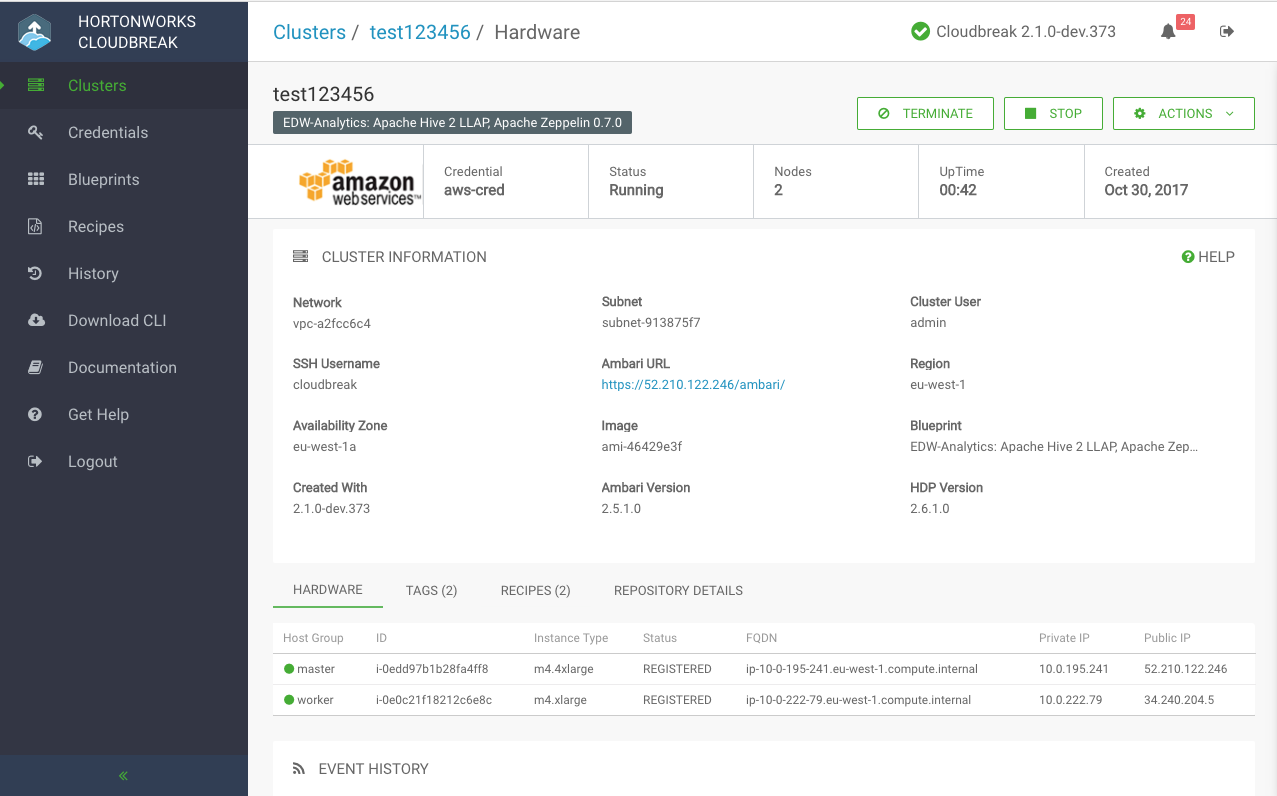 HORTONWORKS
CLOUDBREAK
Clusters
Credentials
Blueprints
Recipes
History
Download CLI
Documentation
Get Help
Logout
Clusters / test123456 / Hardware
Cloudbreak 2.1.0-dev.373
24
test123456
EDW-Analytics: Apache Hive 2 LLAP, Apache Zeppelin 0.7.0
TERMINATE STOP ACTIONS
amazon
webservices™
Credential Status Nodes UpTime Created
aws-cred Running 2 00:42 Oct 30, 2017
CLUSTER INFORMATION HELP
Network Subnet Cluster User
vpc-a2fcc6c4 subnet-913875f7 admin
SSH Username Ambari URL Region
cloudbreak https://52.210.122.246/ambari/ eu-west-1
Availability Zone Image Blueprint
eu-west-1a ami-46429e3f EDW-Analytics: Apache Hive 2 LLAP, Apache Zep...
Created With Ambari Version HDP Version
2.1.0-dev.373 2.5.1.0 2.6.1.0
HARDWARE TAGS (2) RECIPES (2) REPOSITORY DETAILS
Host Group ID Instance Type Status FQDN Private IP Public IP
master i-0edd97b1b28fa4ff8 m4.4xlarge REGISTERED ip-10-0-195-241.eu-west-1.compute.internal 10.0.195.241 52.210.122.246
worker i-0e0c21f18212c6e8c m4.xlarge REGISTERED ip-10-0-222-79.eu-west-1.compute.internal 10.0.222.79 34.240.204.5
EVENT HISTORY